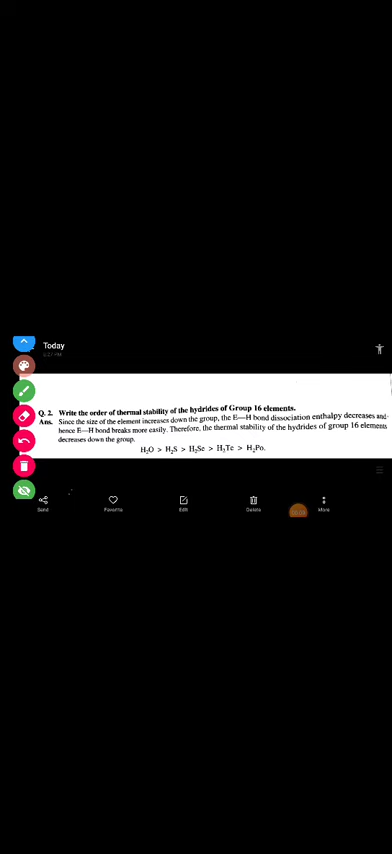 Today
5:27 PM
Q. 2. Write the order of thermal stability of the hydrides of Group 16 elements.
Ans. Since the size of the element increases down the group, the E—H bond dissociation enthalpy decreases and
hence E—H bond breaks more easily. Therefore, the thermal stability of the hydrides of group 16 elements
decreases down the group.
H₂O > H₂S > H₂Se > H₂Te > H₂Po.
Send Favorite Edit Delete More